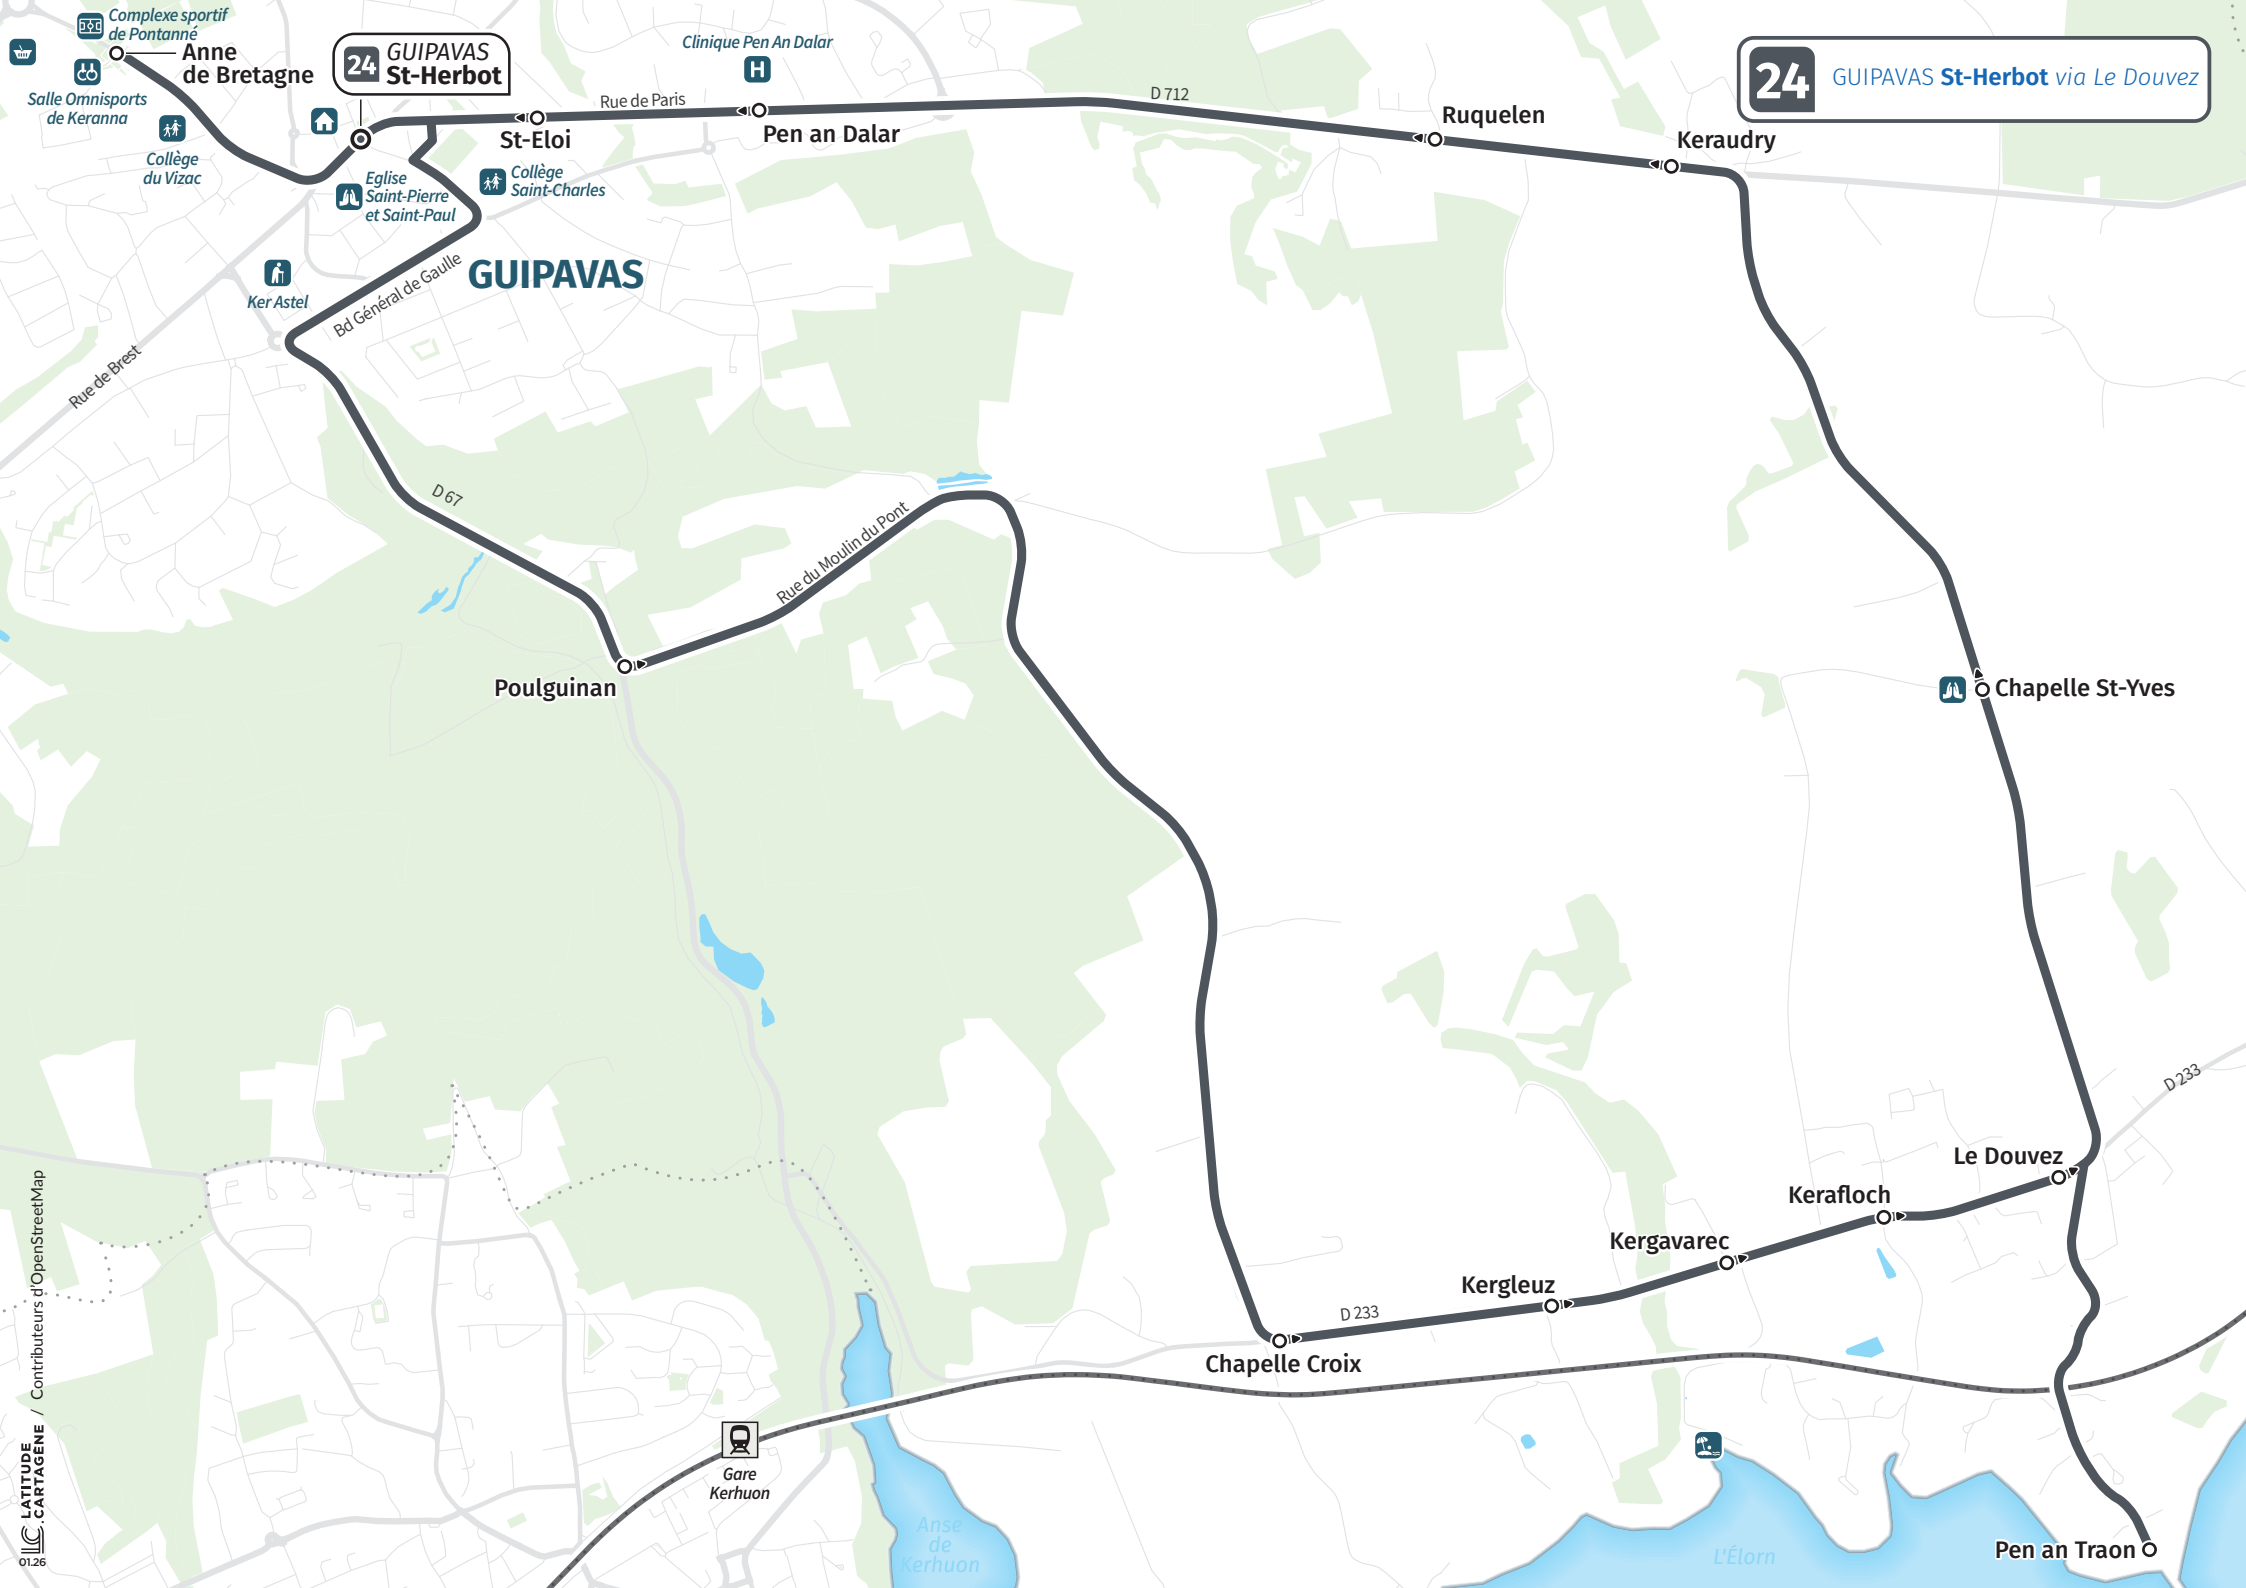 Complexe sportif
de Pontanné
Anne
de Bretagne
Salle Omnisports
de Keranna
Collège
du Vizac
24
GUIPAVAS
St-Herbot
Eglise
Saint-Pierre
et Saint-Paul
St-Eloi
Collège
Saint-Charles
Rue de Paris
Clinique Pen An Dalar
H
Pen an Dalar
D 712
Ruquelen
Keraudry
24
GUIPAVAS St-Herbot via Le Douvez
Ker Astel
Bd Général de Gaulle
GUIPAVAS
Rue de Brest
D 67
Rue du Moulin du Pont
Poulguinan
Chapelle St-Yves
D 233
Le Douvez
Kerafloch
Kergavarec
Kergleuz
D 233
Chapelle Croix
Gare
Kerhuon
Anse
de
Kerhuon
L'Élorn
Pen an Traon
LATITUDE
CARTAGÈNE / Contributeurs d'OpenStreetMap
01.26